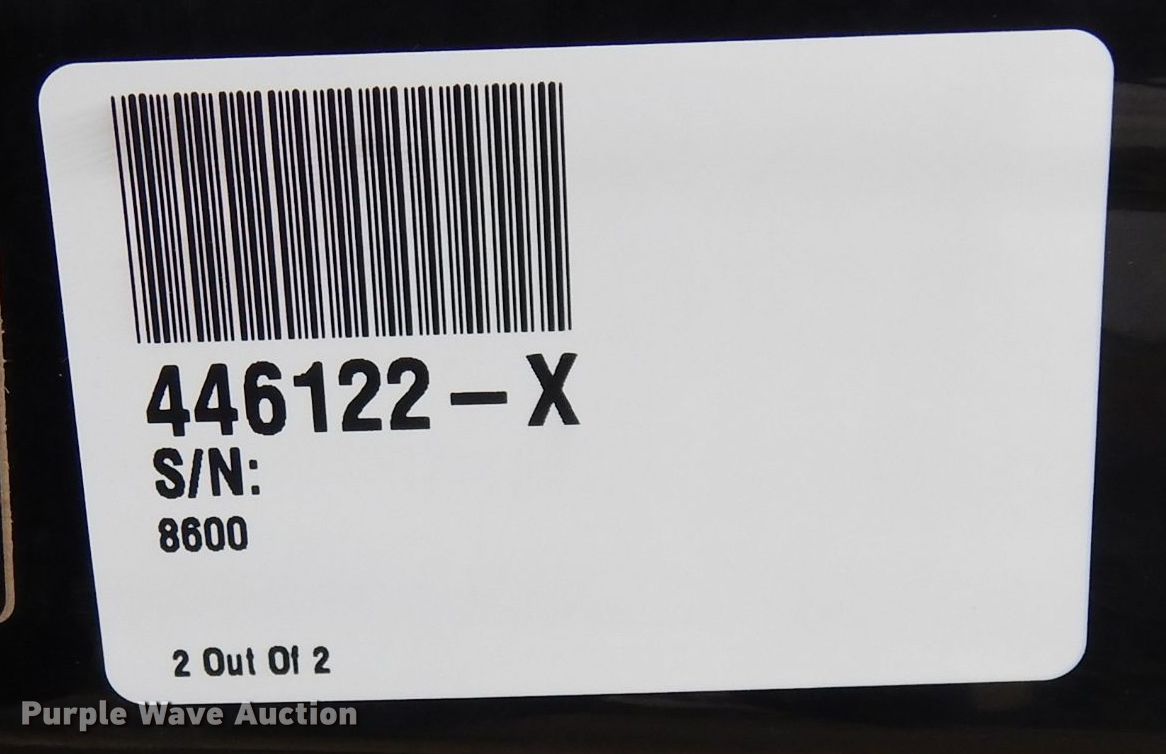 446122-X
S/N:
8600
2 Out Of 2
Purple Wave Auction